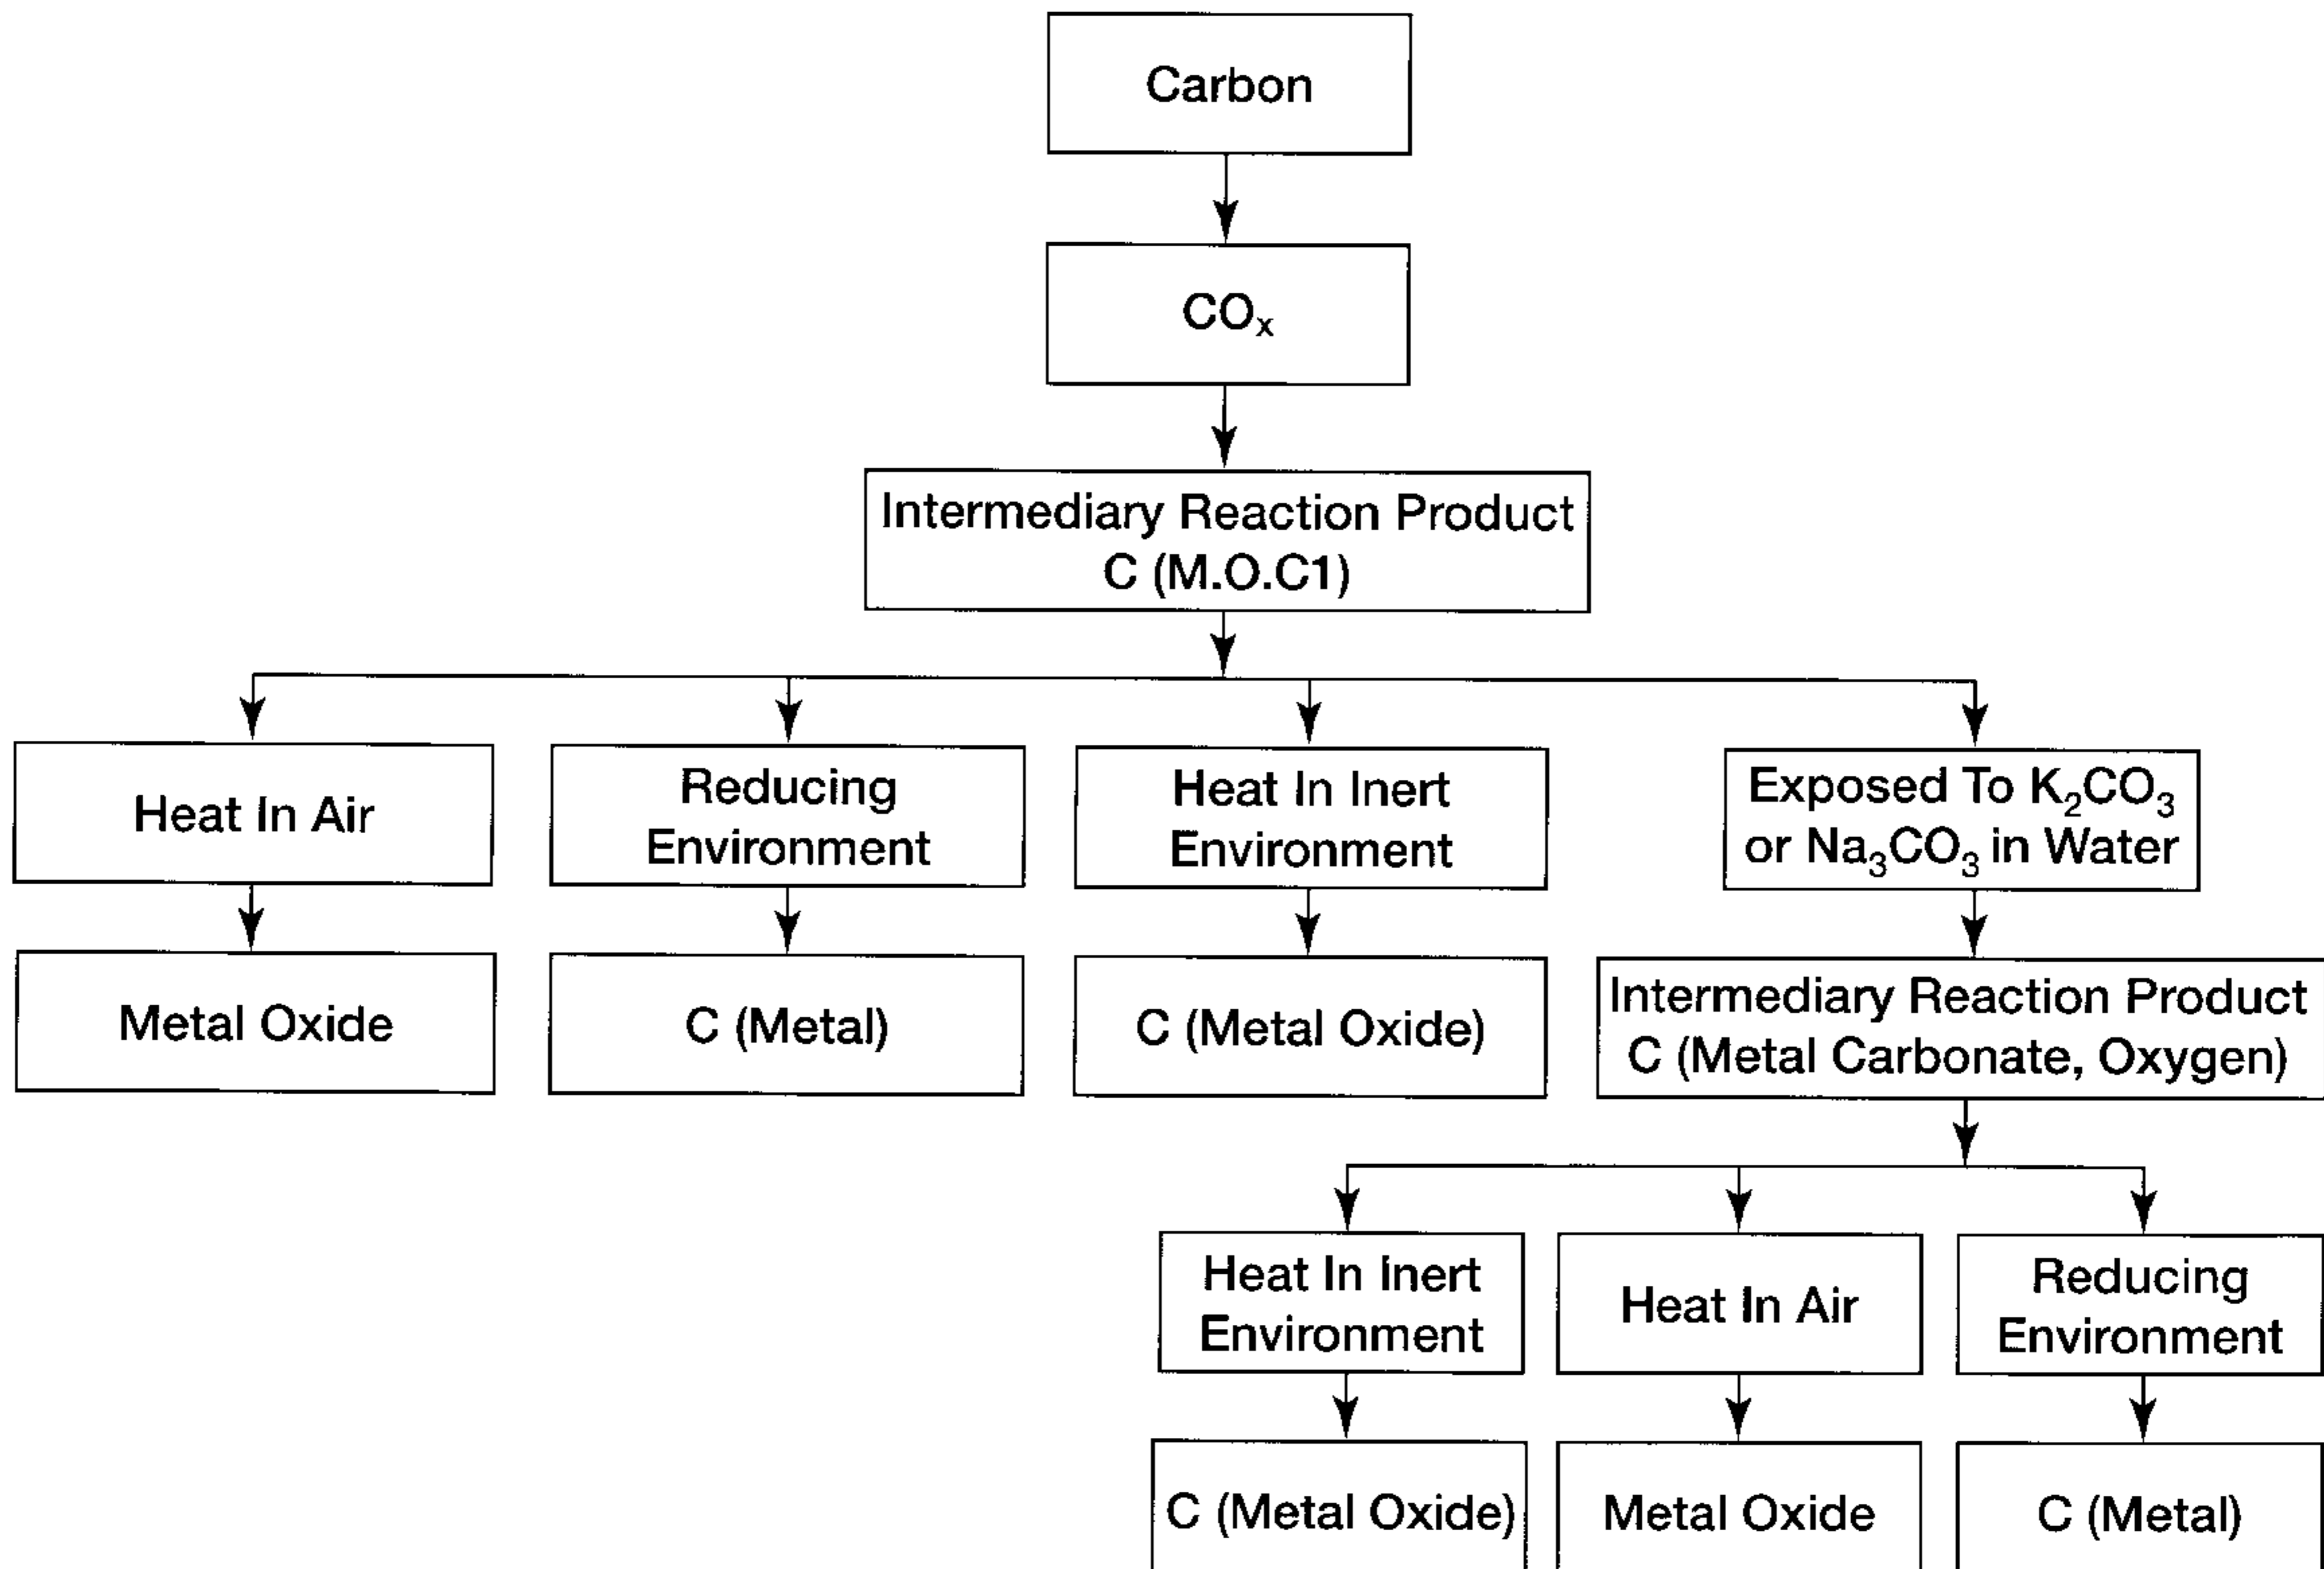 Carbon
COₓ
Intermediary Reaction Product
C (M.O.C1)
Heat In Air
Reducing
Environment
Heat In Inert
Environment
Exposed To K₂CO₃
or Na₃CO₃ in Water
Metal Oxide
C (Metal)
C (Metal Oxide)
Intermediary Reaction Product
C (Metal Carbonate, Oxygen)
Heat In Inert
Environment
Heat In Air
Reducing
Environment
C (Metal Oxide)
Metal Oxide
C (Metal)